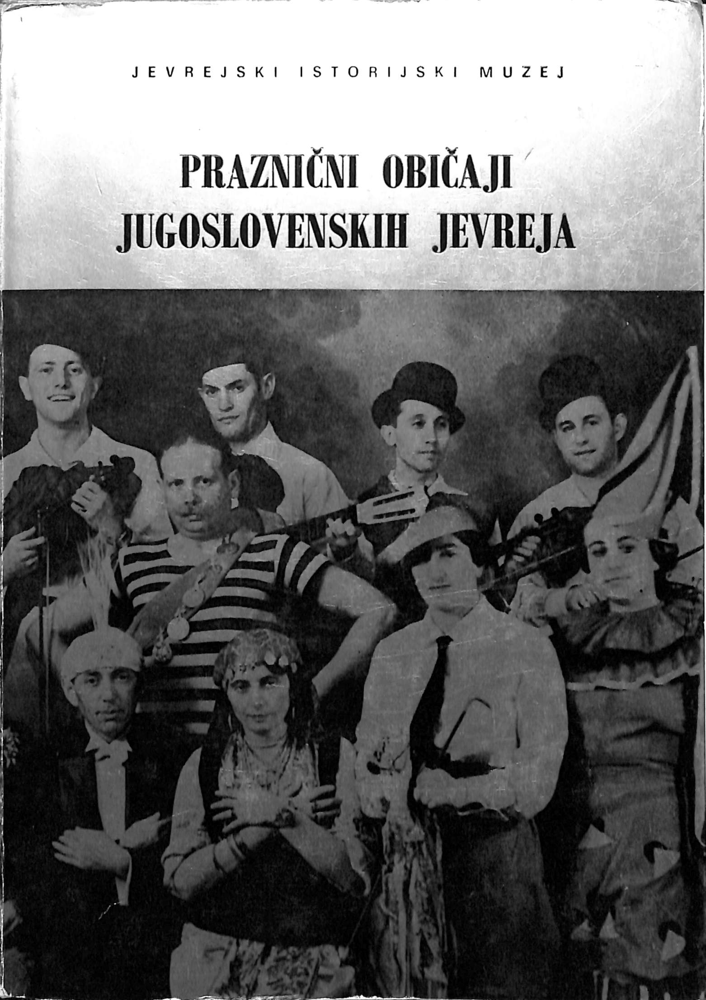 JEVREJSKI ISTORIJSKI MUZEJ
PRAZNIČNI OBIČAJI
JUGOSLOVENSKIH JEVREJA